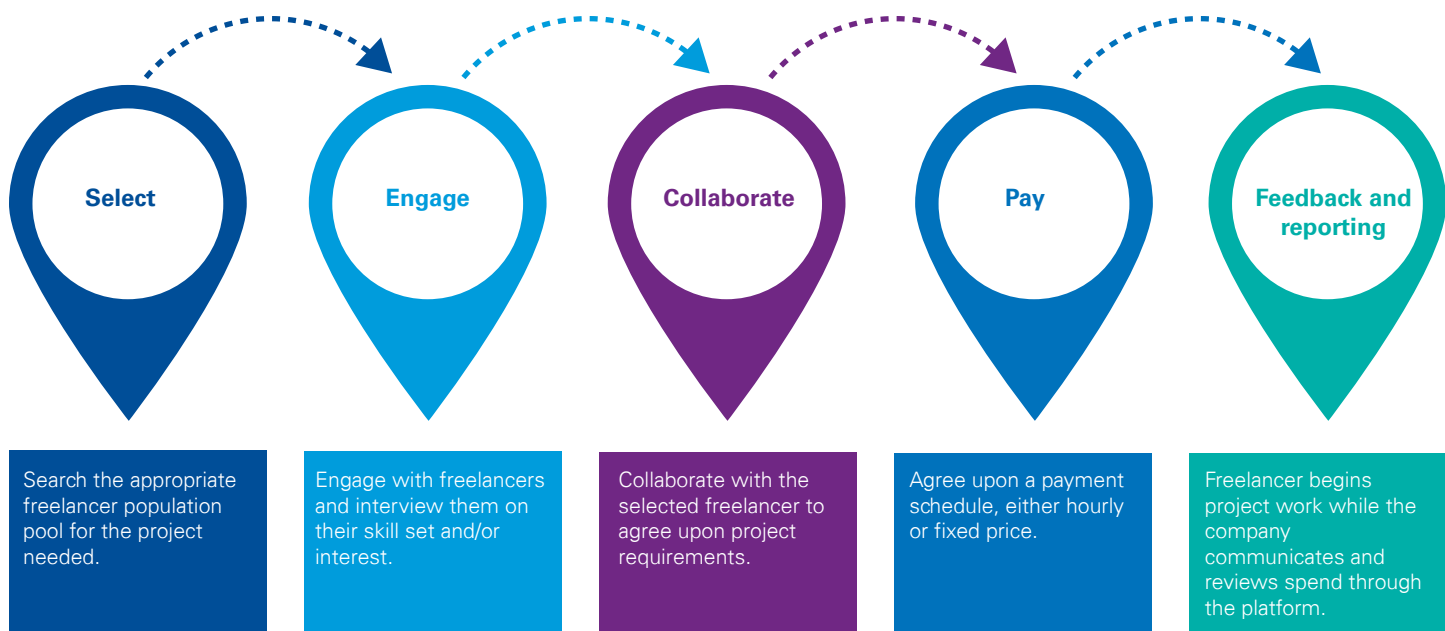 Select
Engage
Collaborate
Pay
Feedback and
reporting
Search the appropriate
freelancer population
pool for the project
needed.
Engage with freelancers
and interview them on
their skill set and/or
interest.
Collaborate with the
selected freelancer to
agree upon project
requirements.
Agree upon a payment
schedule, either hourly
or fixed price.
Freelancer begins
project work while the
company
communicates and
reviews spend through
the platform.